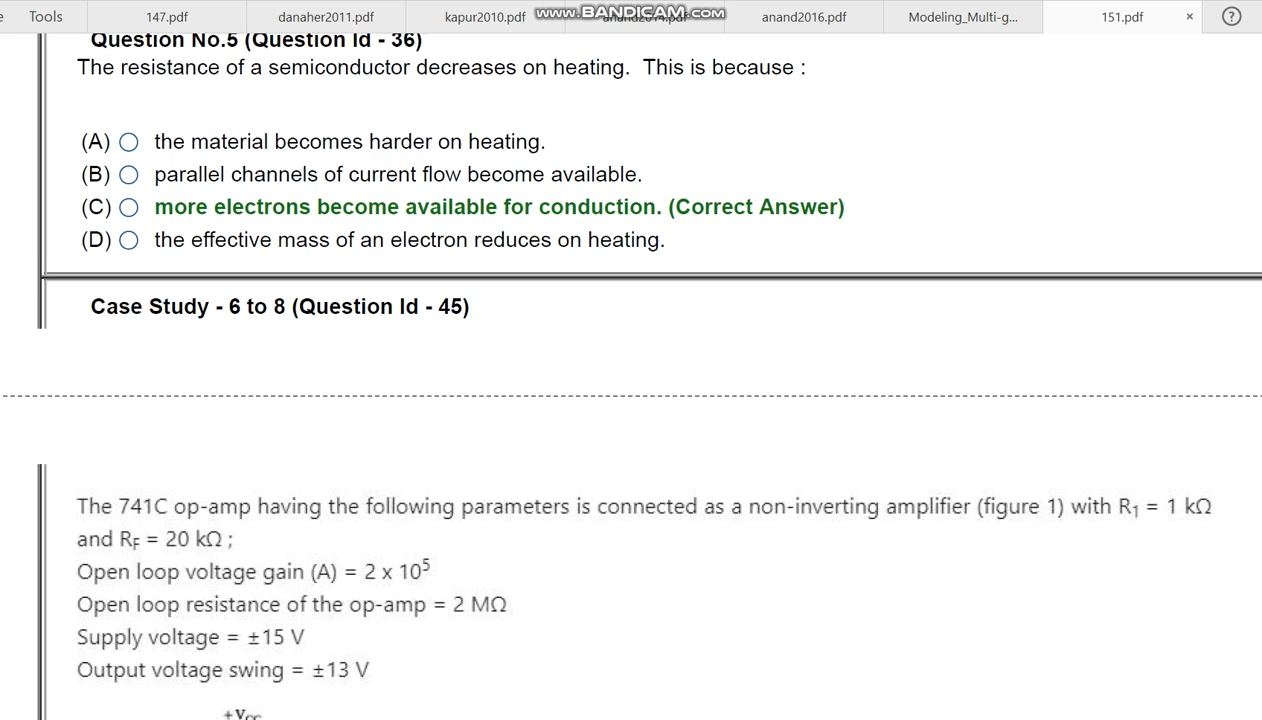 e Tools 147.pdf danaher2011.pdf kapur2010.pdf anand2014.pdf anand2016.pdf Modeling_Multi-g... 151.pdf × ?
www.BANDICAM.com
Question No.5 (Question Id - 36)
The resistance of a semiconductor decreases on heating. This is because :
(A) the material becomes harder on heating.
(B) parallel channels of current flow become available.
(C) more electrons become available for conduction. (Correct Answer)
(D) the effective mass of an electron reduces on heating.
Case Study - 6 to 8 (Question Id - 45)
The 741C op-amp having the following parameters is connected as a non-inverting amplifier (figure 1) with R₁ = 1 kΩ
and R_F = 20 kΩ ;
Open loop voltage gain (A) = 2 x 10⁵
Open loop resistance of the op-amp = 2 MΩ
Supply voltage = ±15 V
Output voltage swing = ±13 V
+Vcc